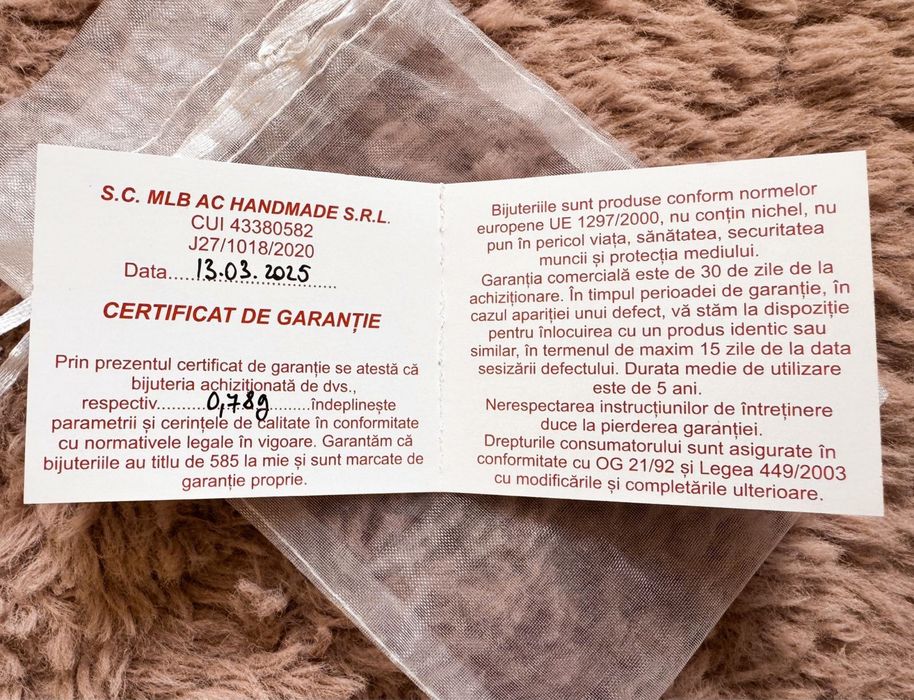 S.C. MLB AC HANDMADE S.R.L.
CUI 43380582
J27/1018/2020
Data.....13.03.2025..........
CERTIFICAT DE GARANȚIE
Prin prezentul certificat de garanție se atestă că
bijuteria achiziționată de dvs.,
respectiv..........0,78g........îndeplinește
parametrii și cerințele de calitate în conformitate
cu normativele legale în vigoare. Garantăm că
bijuteriile au titlu de 585 la mie și sunt marcate de
garanție proprie.
Bijuteriile sunt produse conform normelor
europene UE 1297/2000, nu conțin nichel, nu
pun în pericol viața, sănătatea, securitatea
muncii și protecția mediului.
Garanția comercială este de 30 de zile de la
achiziționare. În timpul perioadei de garanție, în
cazul apariției unui defect, vă stăm la dispoziție
pentru înlocuirea cu un produs identic sau
similar, în termenul de maxim 15 zile de la data
sesizării defectului. Durata medie de utilizare
este de 5 ani.
Nerespectarea instrucțiunilor de întreținere
duce la pierderea garanției.
Drepturile consumatorului sunt asigurate în
conformitate cu OG 21/92 și Legea 449/2003
cu modificările și completările ulterioare.